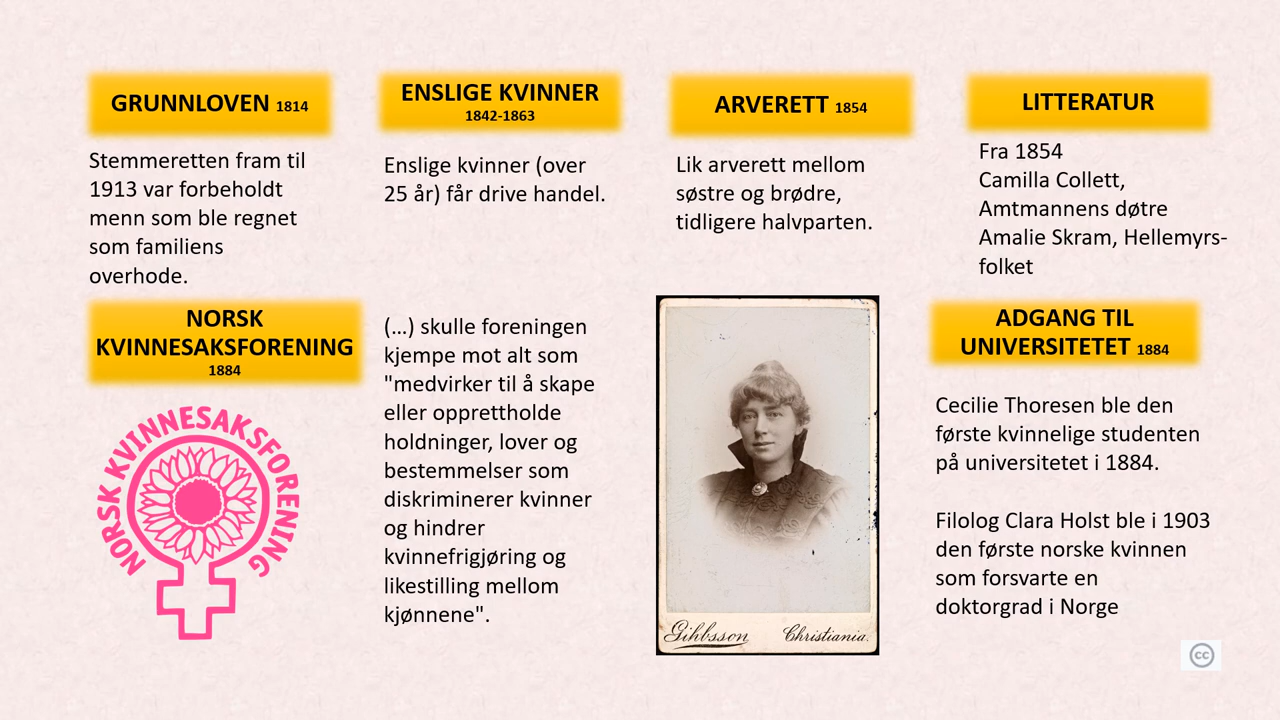 GRUNNLOVEN 1814
Stemmeretten fram til
1913 var forbeholdt
menn som ble regnet
som familiens
overhode.
ENSLIGE KVINNER
1842-1863
Enslige kvinner (over
25 år) får drive handel.
ARVERETT 1854
Lik arverett mellom
søstre og brødre,
tidligere halvparten.
LITTERATUR
Fra 1854
Camilla Collett,
Amtmannens døtre
Amalie Skram, Hellemyrs-
folket
NORSK
KVINNESAKSFORENING
1884
NORSK KVINNESAKSFORENING
(...) skulle foreningen
kjempe mot alt som
"medvirker til å skape
eller opprettholde
holdninger, lover og
bestemmelser som
diskriminerer kvinner
og hindrer
kvinnefrigjøring og
likestilling mellom
kjønnene".
Gihbsson Christiania.
ADGANG TIL
UNIVERSITETET 1884
Cecilie Thoresen ble den
første kvinnelige studenten
på universitetet i 1884.
Filolog Clara Holst ble i 1903
den første norske kvinnen
som forsvarte en
doktorgrad i Norge
cc